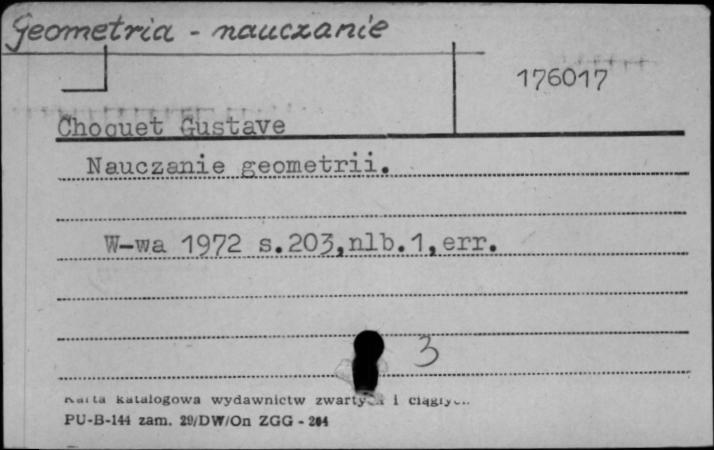 Geometria - nauczanie
176017
Choquet Gustave
Nauczanie geometrii.
W-wa 1972 s.203,nlb.1,err.
3
Karta katalogowa wydawnictw zwartych i ciągłych.
PU-B-144 zam. 29/DW/On ZGG - 264